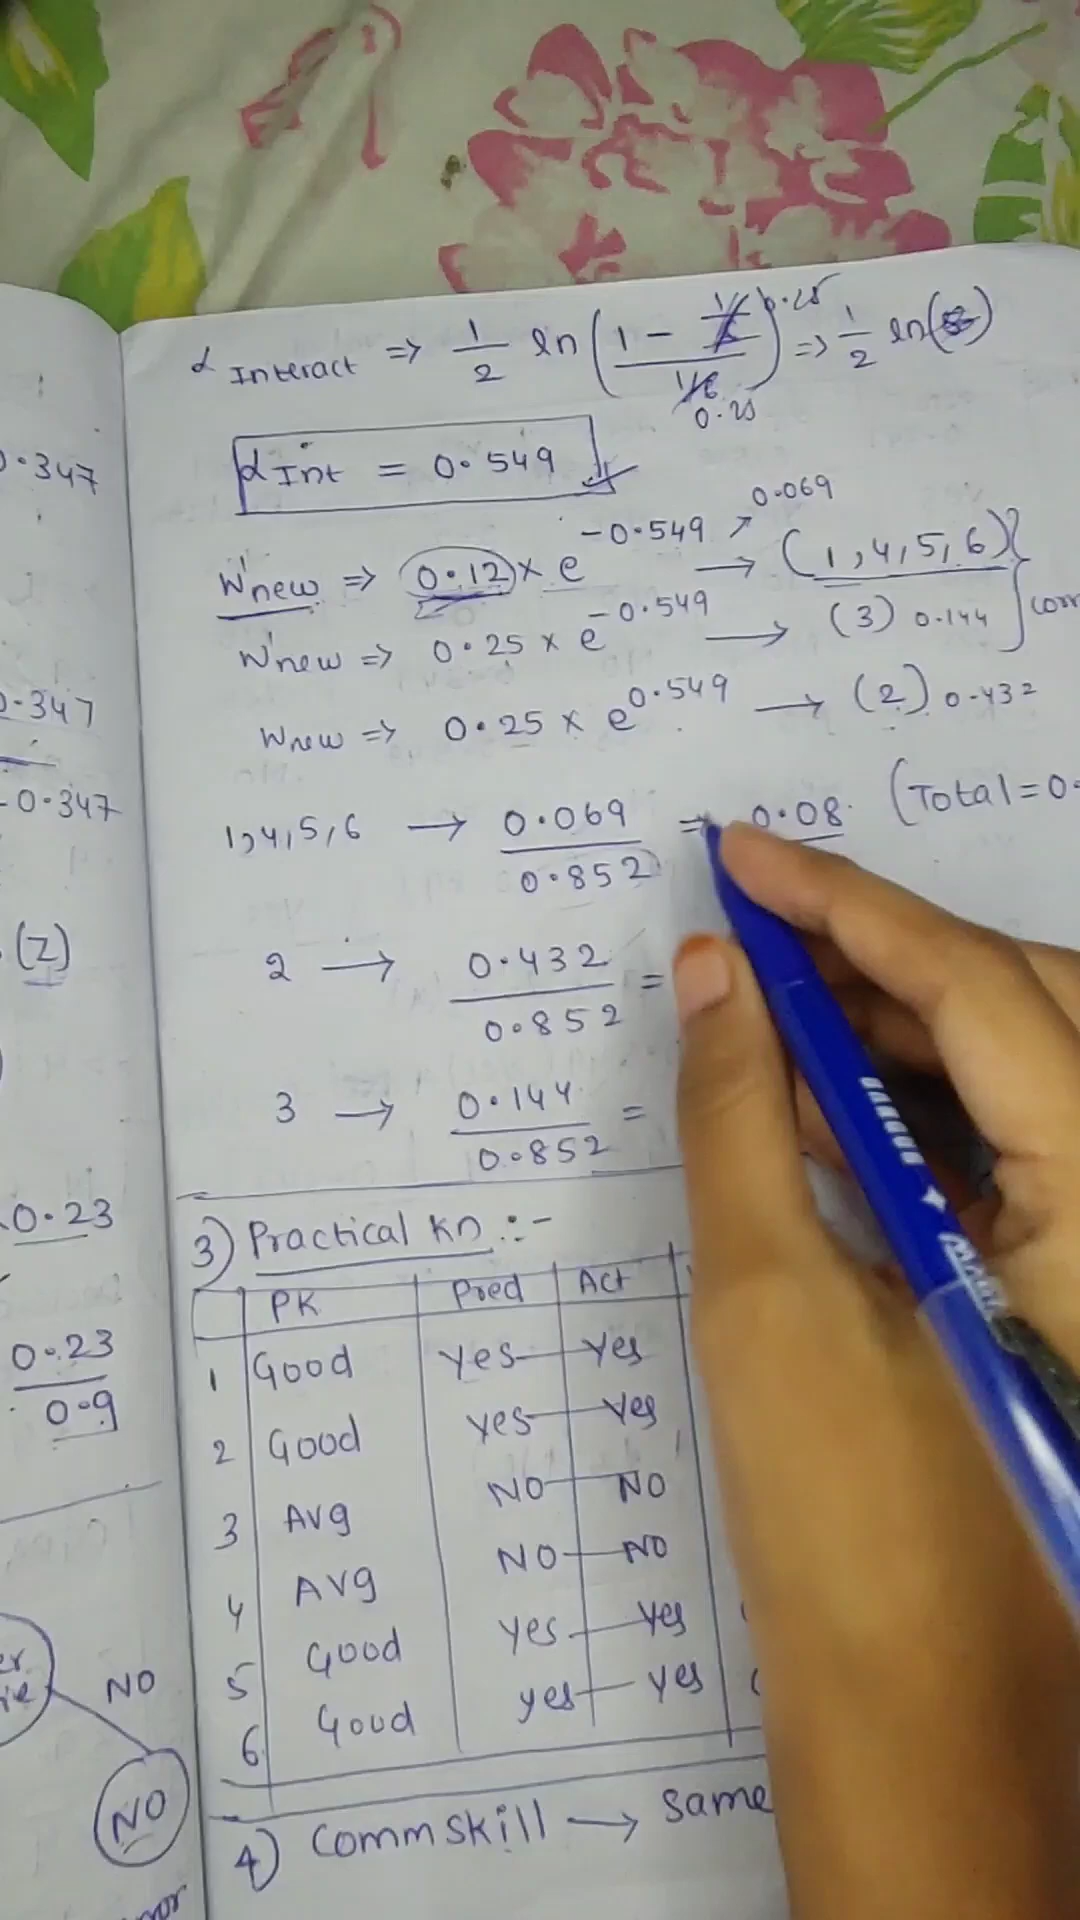 α Interact => 1/2 ln (1 - 0.25 / 0.25) => 1/2 ln( )
α Int = 0.549
W'new => 0.12 x e^-0.549 ↗ 0.069 → (1,4,5,6)
W'new => 0.25 x e^-0.549 → (3) 0.144
Wnew => 0.25 x e^0.549 → (2) 0.432
1,4,5,6 → 0.069 / 0.852 => 0.08 (Total = 0.
2 → 0.432 / 0.852 =
3 → 0.144 / 0.852 =
3) Practical Kn :-
PK Pred Act
1 Good Yes Yes
2 Good Yes Yes
3 Avg NO NO
4 Avg NO NO
5 Good Yes Yes
6 Good Yes Yes
4) Comm skill → same
0.347
0.347
-0.347
(2)
0.23
0.23 / 0.9
NO
NO